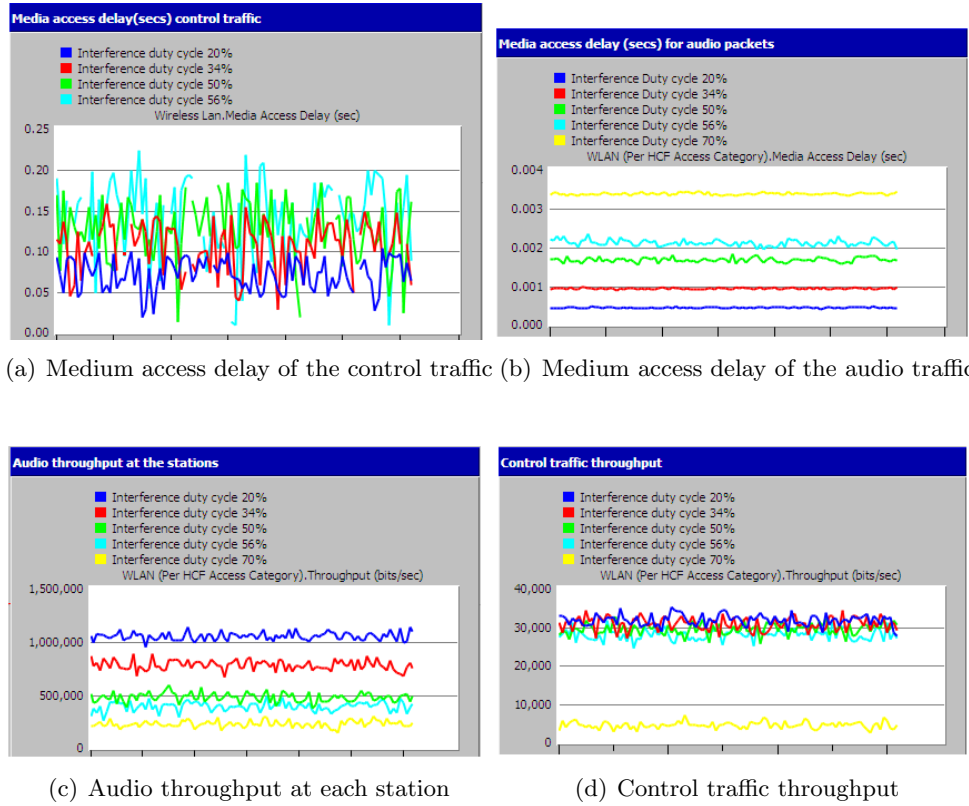 Media access delay(secs) control traffic
Interference duty cycle 20%
Interference duty cycle 34%
Interference duty cycle 50%
Interference duty cycle 56%
Wireless Lan.Media Access Delay (sec)
0.25
0.20
0.15
0.10
0.05
0.00
(a) Medium access delay of the control traffic
Media access delay (secs) for audio packets
Interference Duty cycle 20%
Interference Duty cycle 34%
Interference Duty cycle 50%
Interference Duty cycle 56%
Interference Duty cycle 70%
WLAN (Per HCF Access Category).Media Access Delay (sec)
0.004
0.003
0.002
0.001
0.000
(b) Medium access delay of the audio traffic
Audio throughput at the stations
Interference duty cycle 20%
Interference duty cycle 34%
Interference duty cycle 50%
Interference duty cycle 56%
Interference duty cycle 70%
WLAN (Per HCF Access Category).Throughput (bits/sec)
1,500,000
1,000,000
500,000
0
(c) Audio throughput at each station
Control traffic throughput
Interference duty cycle 20%
Interference duty cycle 34%
Interference duty cycle 50%
Interference duty cycle 56%
Interference duty cycle 70%
WLAN (Per HCF Access Category).Throughput (bits/sec)
40,000
30,000
20,000
10,000
0
(d) Control traffic throughput